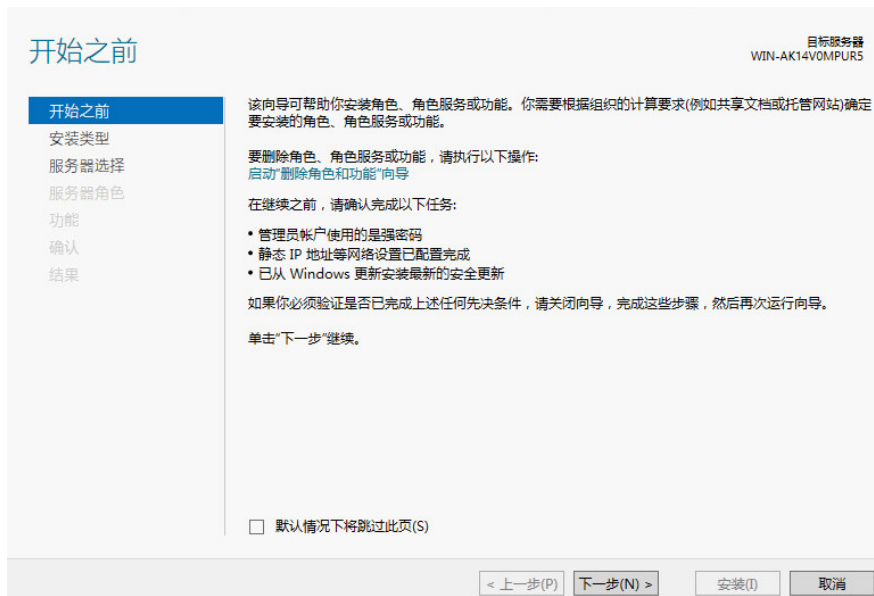 开始之前
目标服务器
WIN-AK14V0MPUR5
开始之前
安装类型
服务器选择
服务器角色
功能
确认
结果
该向导可帮助你安装角色、角色服务或功能。你需要根据组织的计算要求(例如共享文档或托管网站)确定
要安装的角色、角色服务或功能。
要删除角色、角色服务或功能，请执行以下操作:
启动"删除角色和功能"向导
在继续之前，请确认完成以下任务:
• 管理员帐户使用的是强密码
• 静态 IP 地址等网络设置已配置完成
• 已从 Windows 更新安装最新的安全更新
如果你必须验证是否已完成上述任何先决条件，请关闭向导，完成这些步骤，然后再次运行向导。
单击"下一步"继续。
默认情况下将跳过此页(S)
< 上一步(P) 下一步(N) > 安装(I) 取消